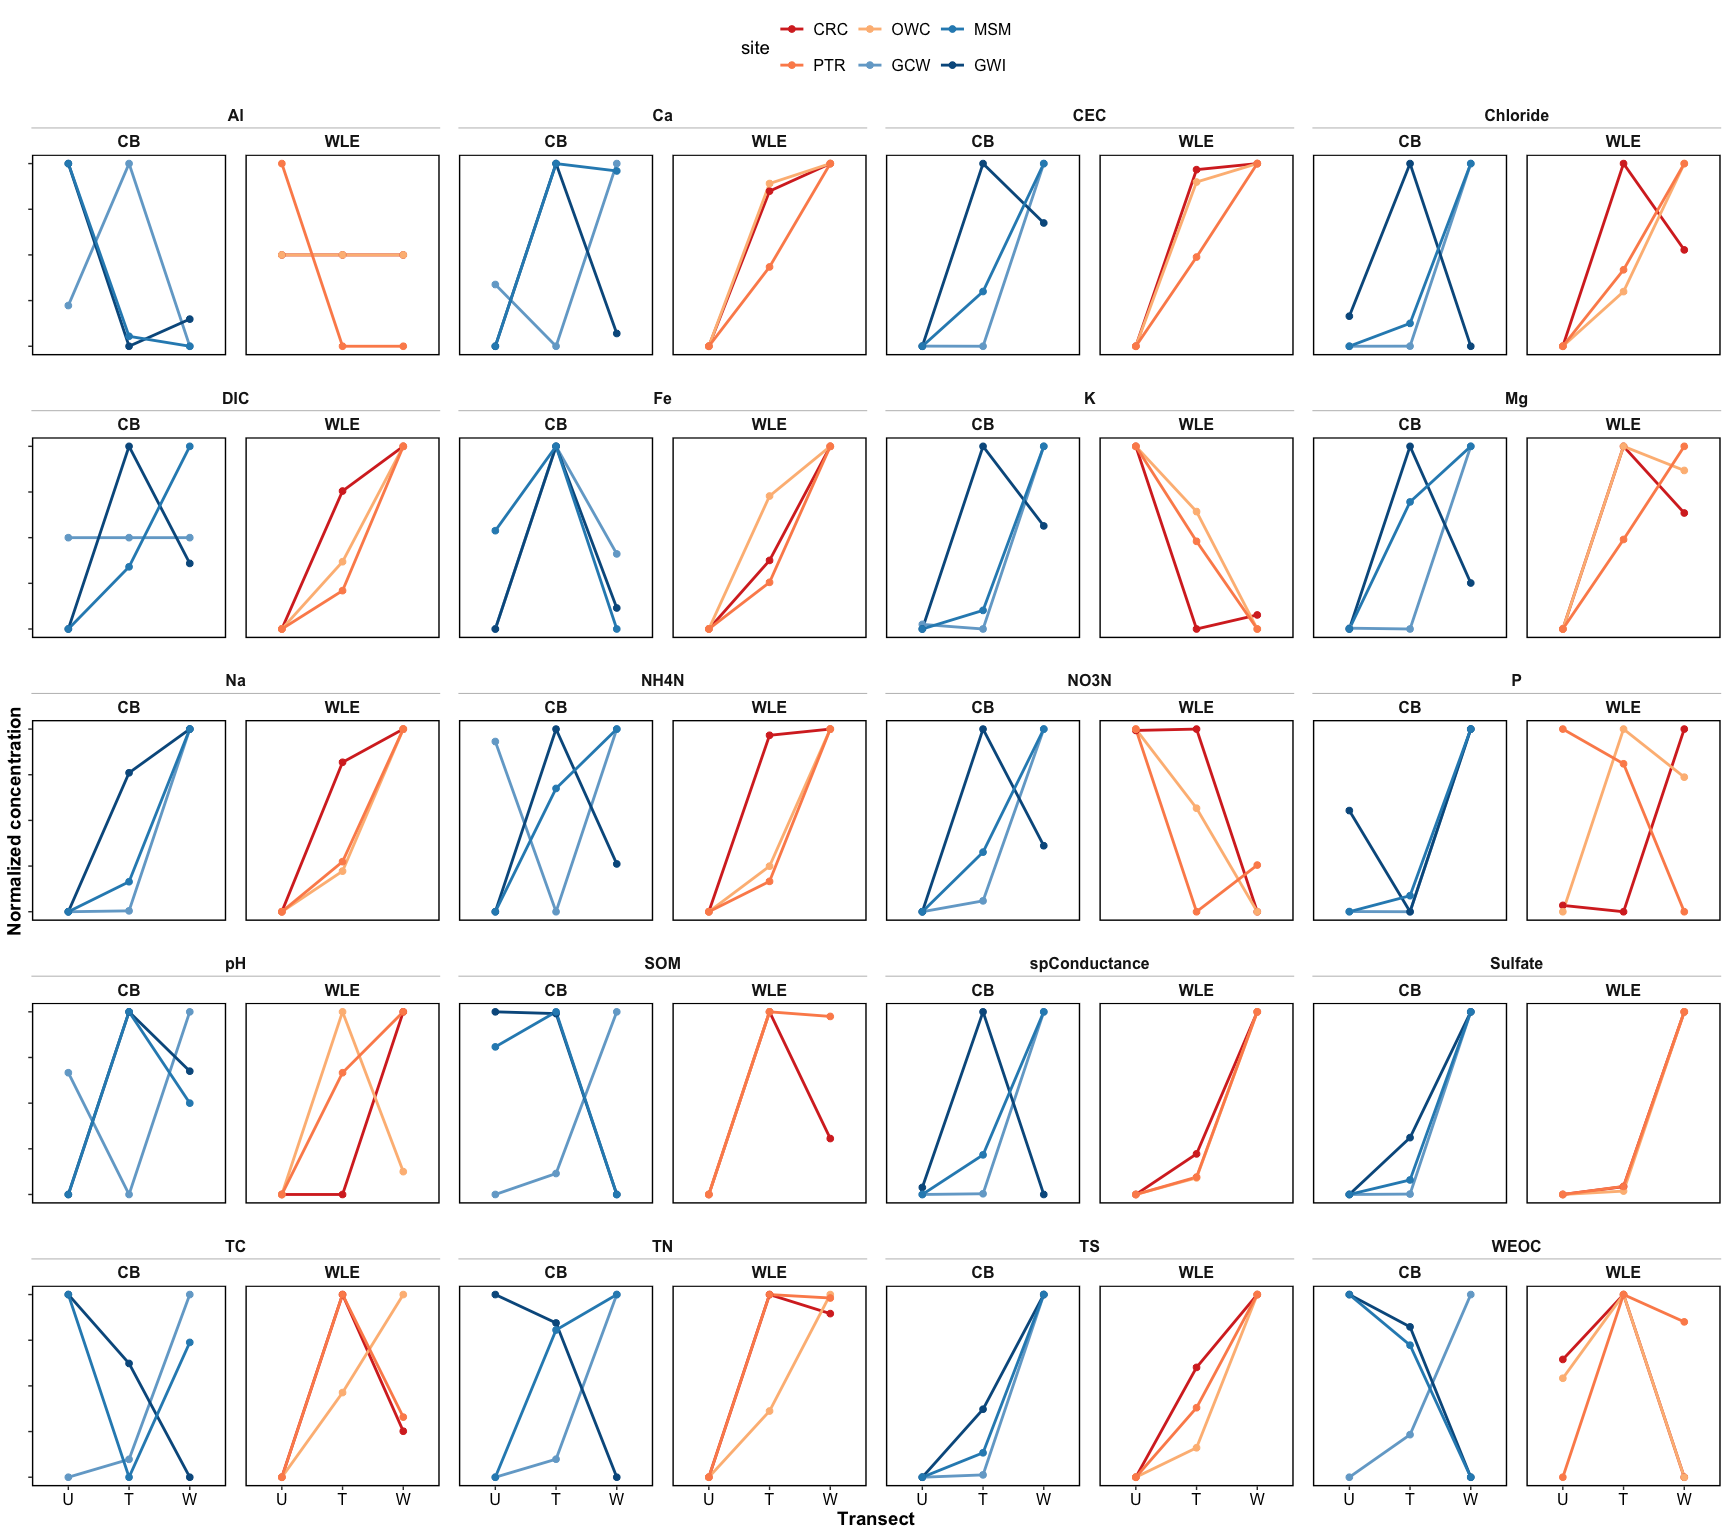 site
CRC OWC MSM
PTR GCW GWI
Al Ca CEC Chloride
CB WLE CB WLE CB WLE CB WLE
DIC Fe K Mg
CB WLE CB WLE CB WLE CB WLE
Na NH4N NO3N P
CB WLE CB WLE CB WLE CB WLE
Normalized concentration
pH SOM spConductance Sulfate
CB WLE CB WLE CB WLE CB WLE
TC TN TS WEOC
CB WLE CB WLE CB WLE CB WLE
U T W U T W U T W U T W U T W U T W U T W U T W
Transect